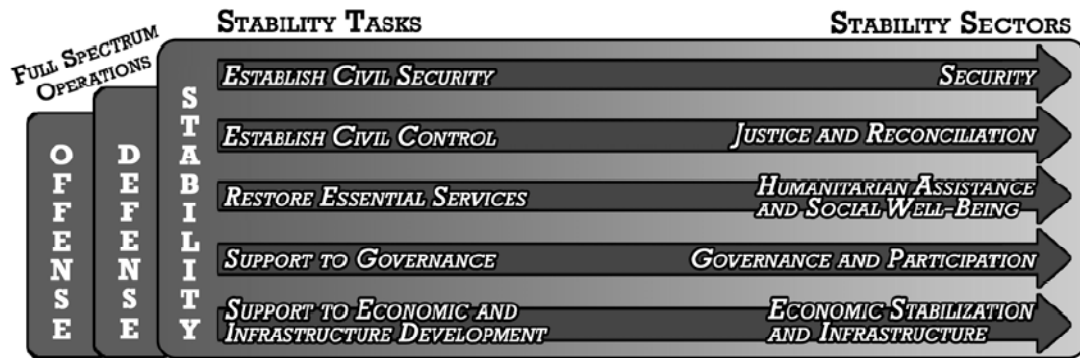 STABILITY TASKS
STABILITY SECTORS
FULL SPECTRUM
OPERATIONS
OFFENSE
DEFENSE
STABILITY
ESTABLISH CIVIL SECURITY
SECURITY
ESTABLISH CIVIL CONTROL
JUSTICE AND RECONCILIATION
RESTORE ESSENTIAL SERVICES
HUMANITARIAN ASSISTANCE
AND SOCIAL WELL-BEING
SUPPORT TO GOVERNANCE
GOVERNANCE AND PARTICIPATION
SUPPORT TO ECONOMIC AND
INFRASTRUCTURE DEVELOPMENT
ECONOMIC STABILIZATION
AND INFRASTRUCTURE